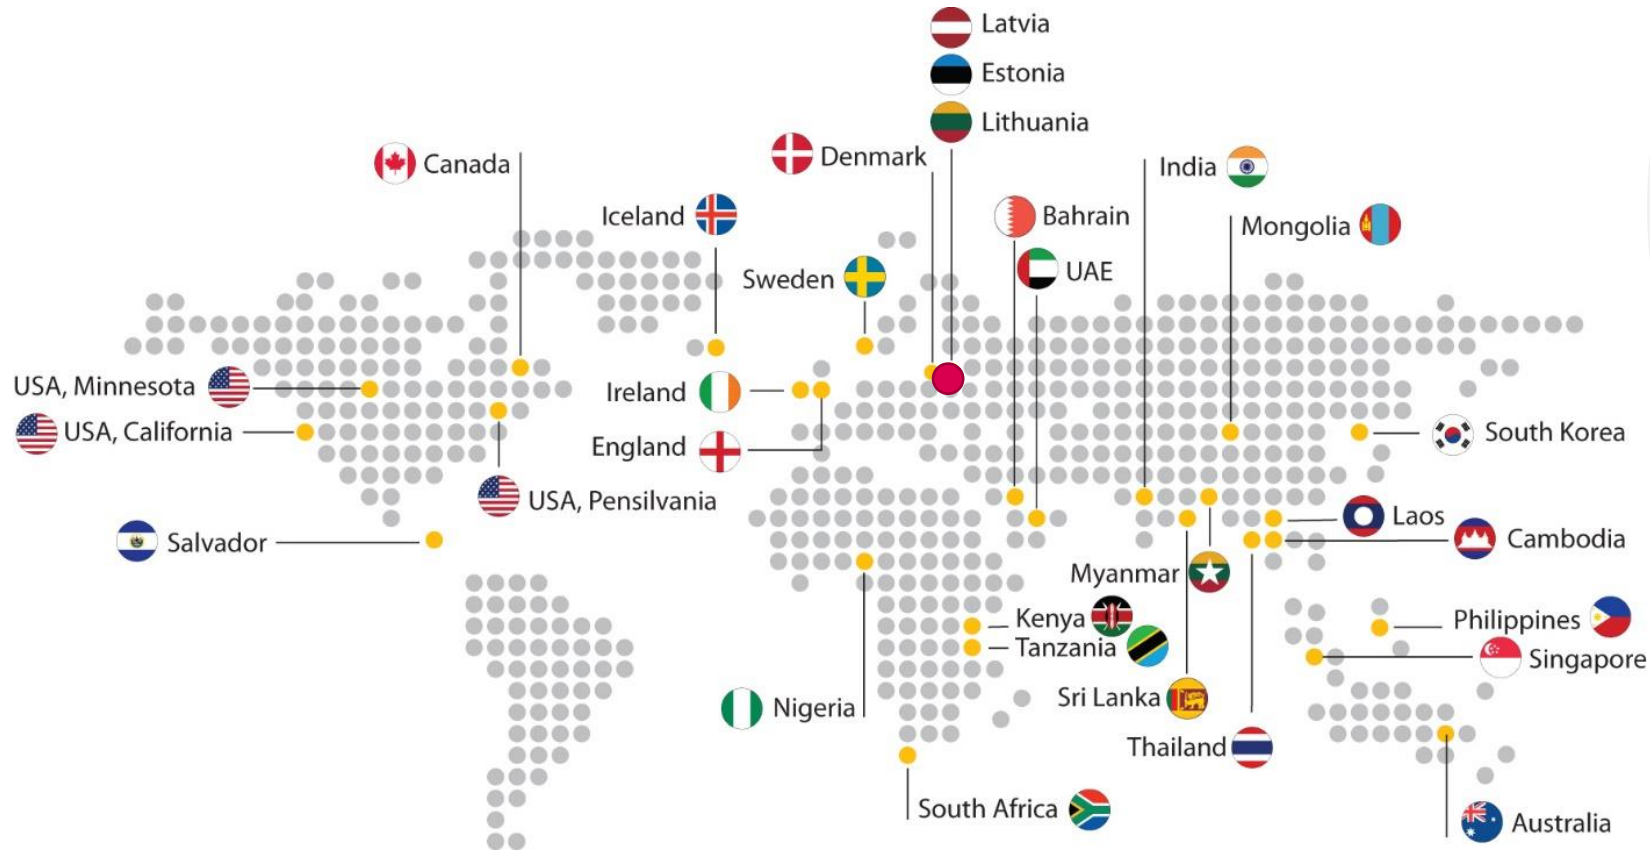 Latvia
Estonia
Lithuania
Denmark
Canada
India
Iceland
Bahrain
Mongolia
Sweden
UAE
USA, Minnesota
Ireland
USA, California
South Korea
England
USA, Pensilvania
Laos
Salvador
Cambodia
Myanmar
Kenya
Philippines
Tanzania
Singapore
Sri Lanka
Nigeria
Thailand
South Africa
Australia